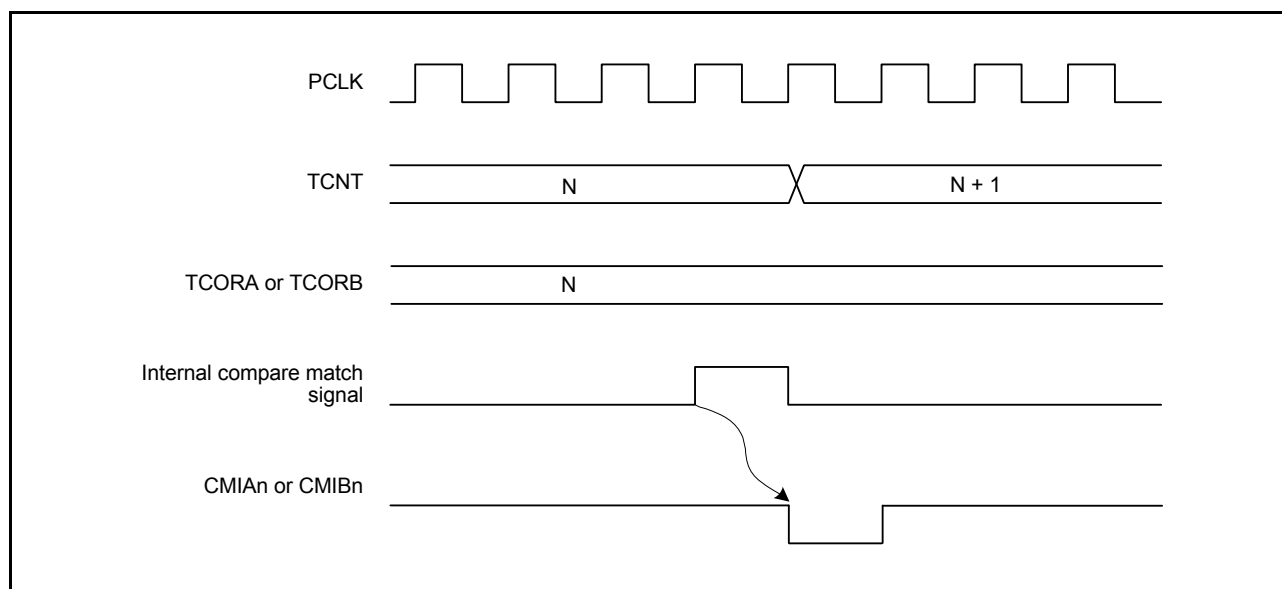 PCLK
TCNT
N
N + 1
TCORA or TCORB
N
Internal compare match
signal
CMIAn or CMIBn